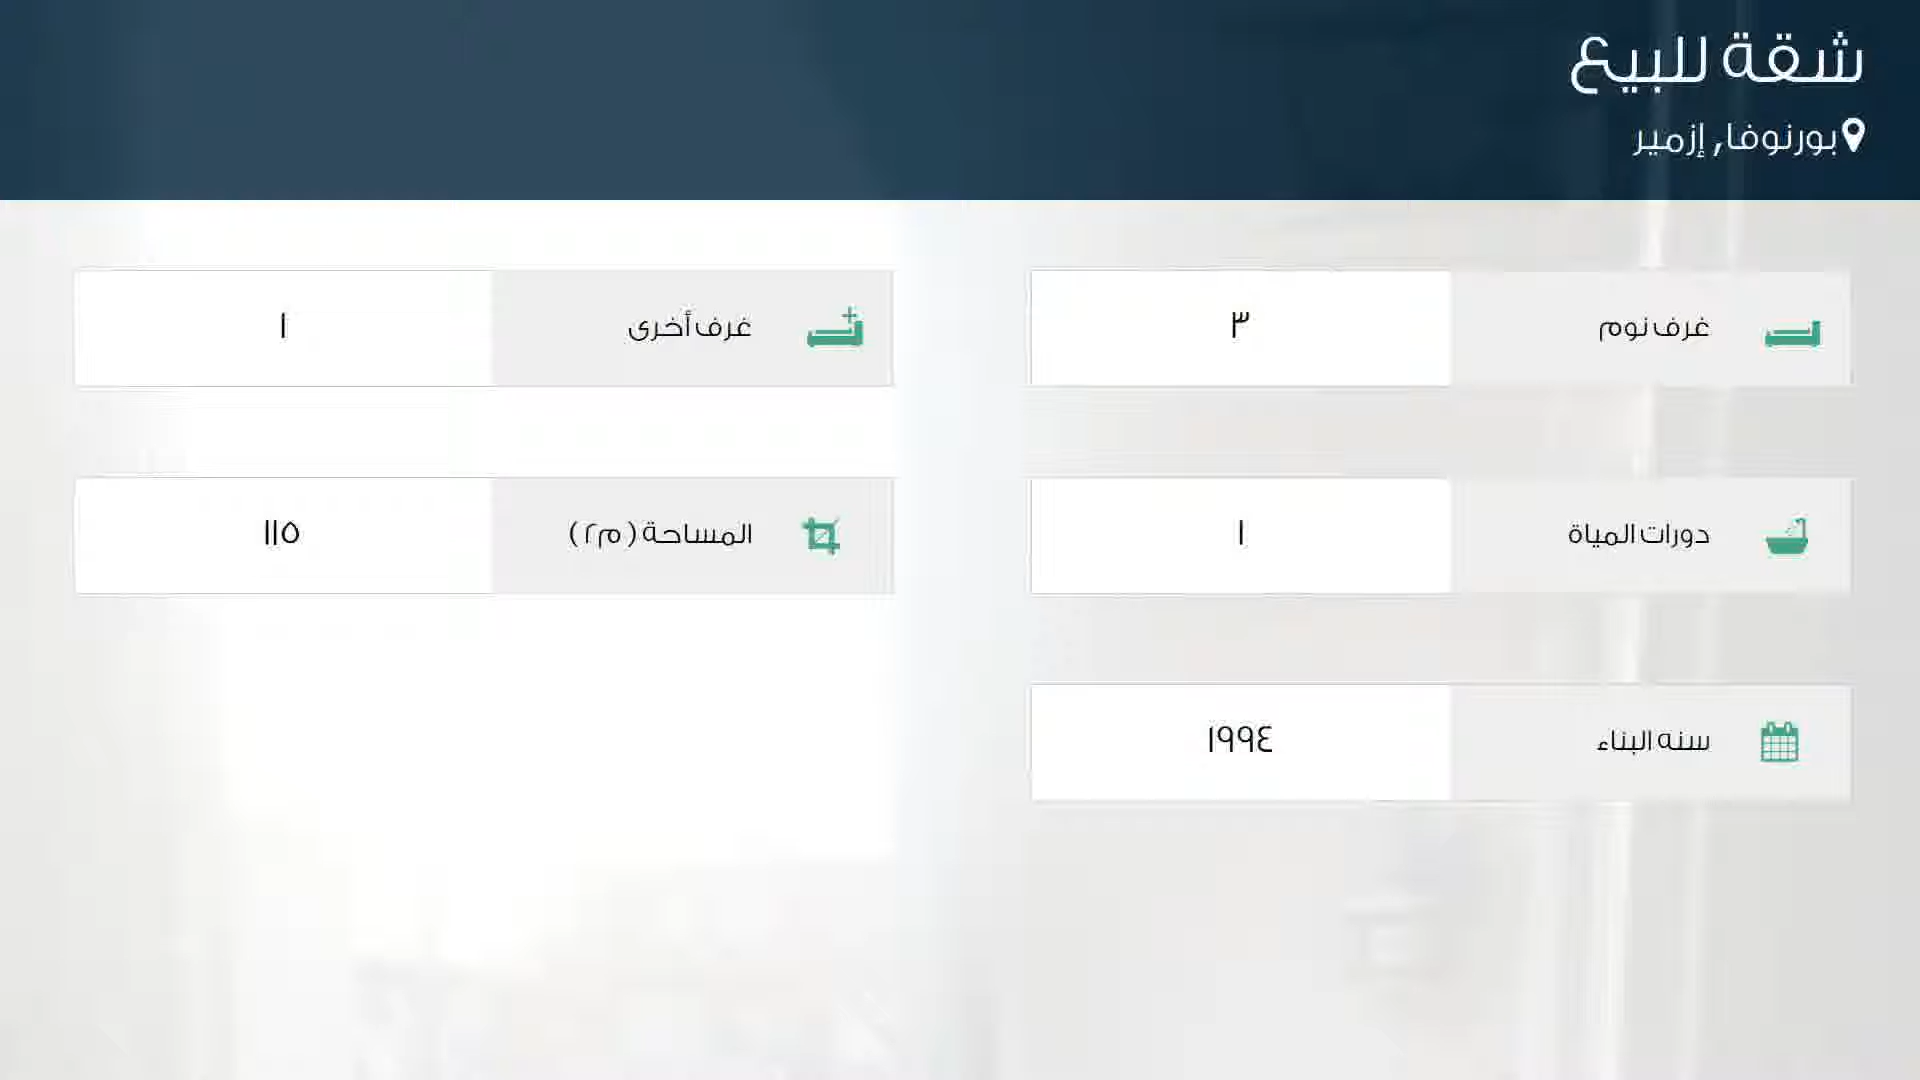 شقة للبيع
بورنوفا, إزمير
غرف نوم ٣
غرف أخرى ١
دورات المياة ١
المساحة (م٢) ١١٥
سنه البناء ١٩٩٤